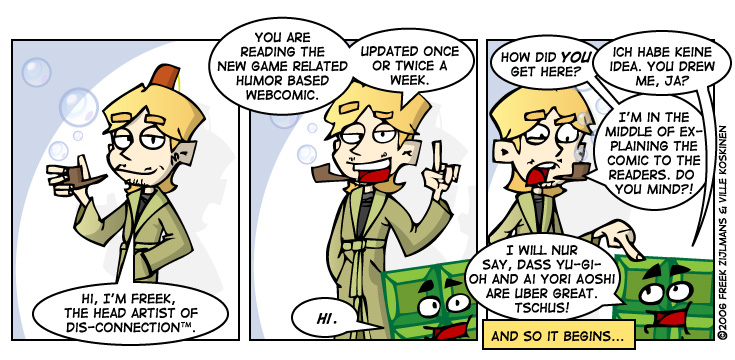 HI, I'M FREEK,
THE HEAD ARTIST OF
DIS-CONNECTION™.
YOU ARE
READING THE
NEW GAME RELATED
HUMOR BASED
WEBCOMIC.
UPDATED ONCE
OR TWICE A
WEEK.
HI.
HOW DID YOU
GET HERE?
ICH HABE KEINE
IDEA. YOU DREW
ME, JA?
I'M IN THE
MIDDLE OF EX-
PLAINING THE
COMIC TO THE
READERS. DO
YOU MIND?!
I WILL NUR
SAY, DASS YU-GI-
OH AND AI YORI AOSHI
ARE UBER GREAT.
TSCHUS!
AND SO IT BEGINS...
©2006 FREEK ZIJLMANS & VILLE KOSKINEN